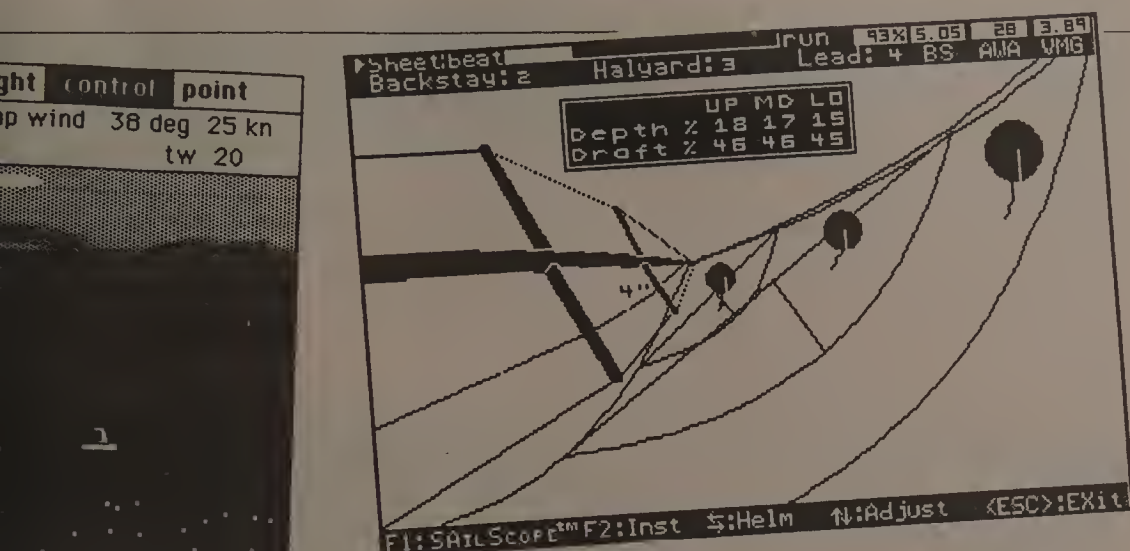 ght control point
wind 38 deg 25 kn
tw 20
Sheet:beat run 93% 5.05 28 3.89
Backstay:2 Halyard:3 Lead:4 BS AWA VMG
UP MD LO
Depth % 18 17 15
Draft % 46 46 45
4"
F1:SAILSCOPE™ F2:Inst ⇆:Helm ↑↓:Adjust <ESC>:EXit